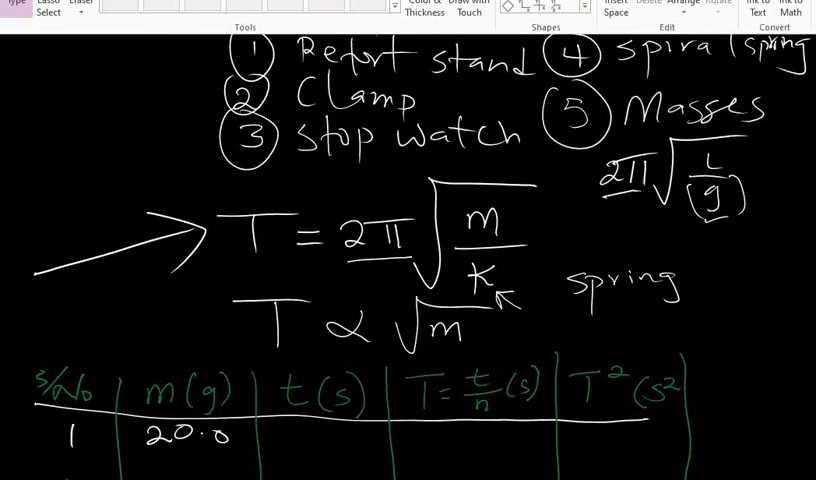 Type Lasso Select Eraser Color & Thickness Draw with Touch Insert Space Delete Arrange Rotate Ink to Text Ink to Math
Tools Shapes Edit Convert
1 Retort stand 4 spiral spring
2 Clamp 5 Masses
3 stop watch
2π√(L/g)
T = 2π√(m/k)
spring
T ∝ √m
S/No m(g) t(s) T = t/n (s) T² (s²
1 20.0